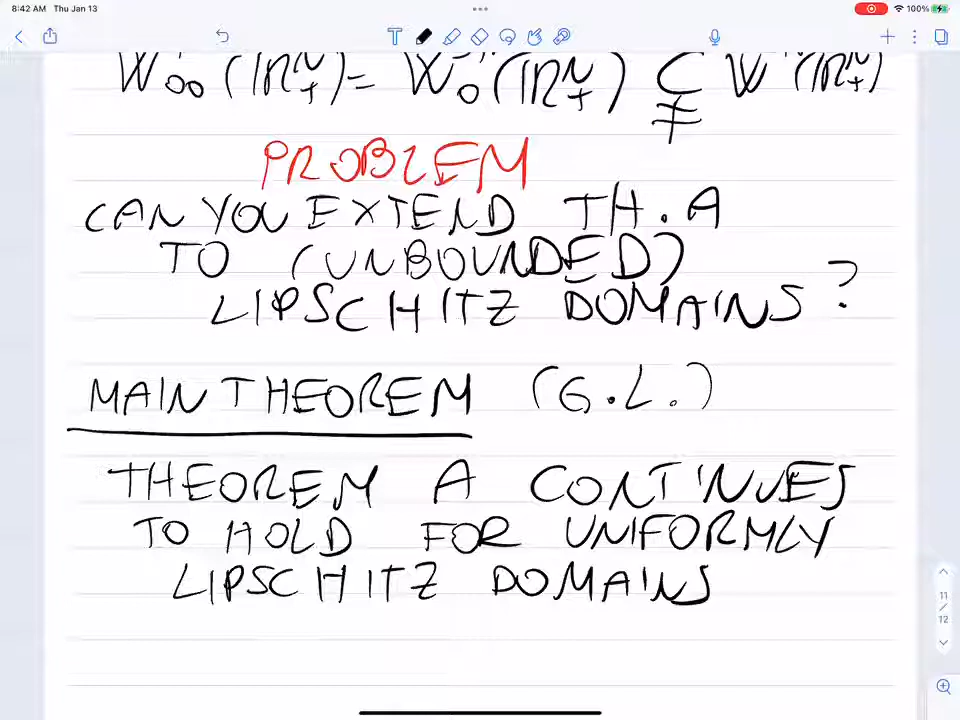 8:42 AM Thu Jan 13
100%
W₀₀ (ℝᴺ₊) = W₀ (ℝᴺ₊) ⊊ W (ℝᴺ₊)
PROBLEM
CAN YOU EXTEND TH. A
TO (UNBOUNDED)
LIPSCHITZ DOMAINS ?
MAIN THEOREM (G.L.)
THEOREM A CONTINUES
TO HOLD FOR UNIFORMLY
LIPSCHITZ DOMAINS
11
/
12